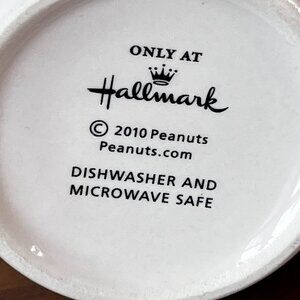 ONLY AT
Hallmark
© 2010 Peanuts
Peanuts.com
DISHWASHER AND
MICROWAVE SAFE